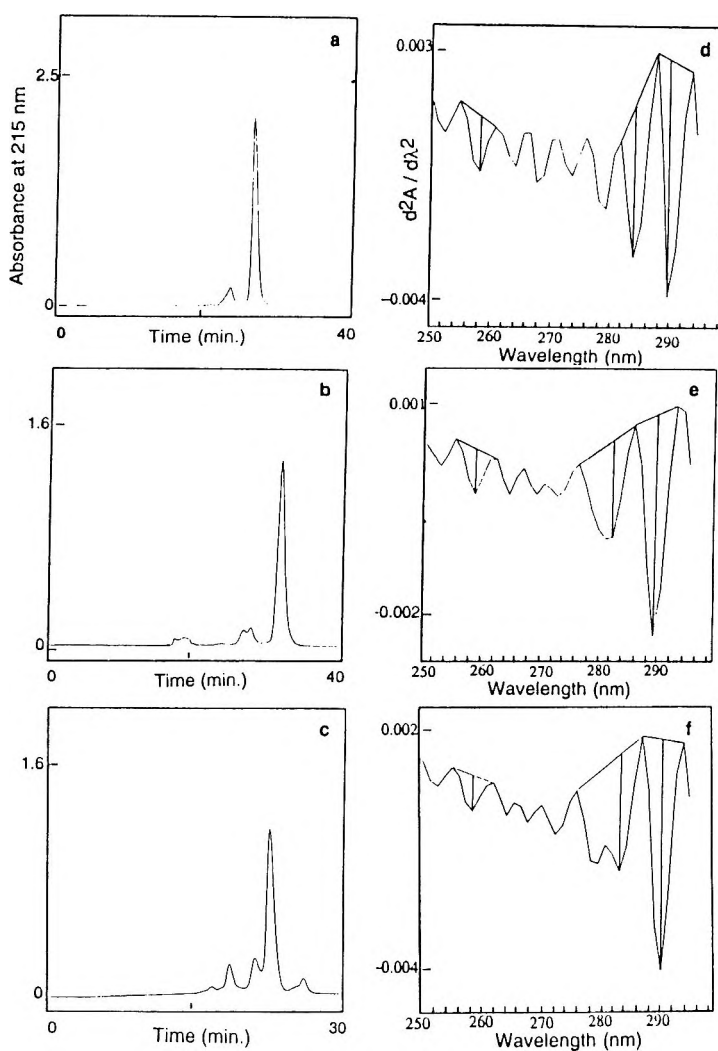 a
2.5
Absorbance at 215 nm
0
0
40
Time (min.)
d
0.003
d²A / dλ²
−0.004
250
260
270
280
290
Wavelength (nm)
b
1.6
0
0
40
Time (min.)
e
0.001
-0.002
250
260
270
280
290
Wavelength (nm)
c
1.6
0
0
30
Time (min.)
f
0.002
-0.004
250
260
270
280
290
Wavelength (nm)